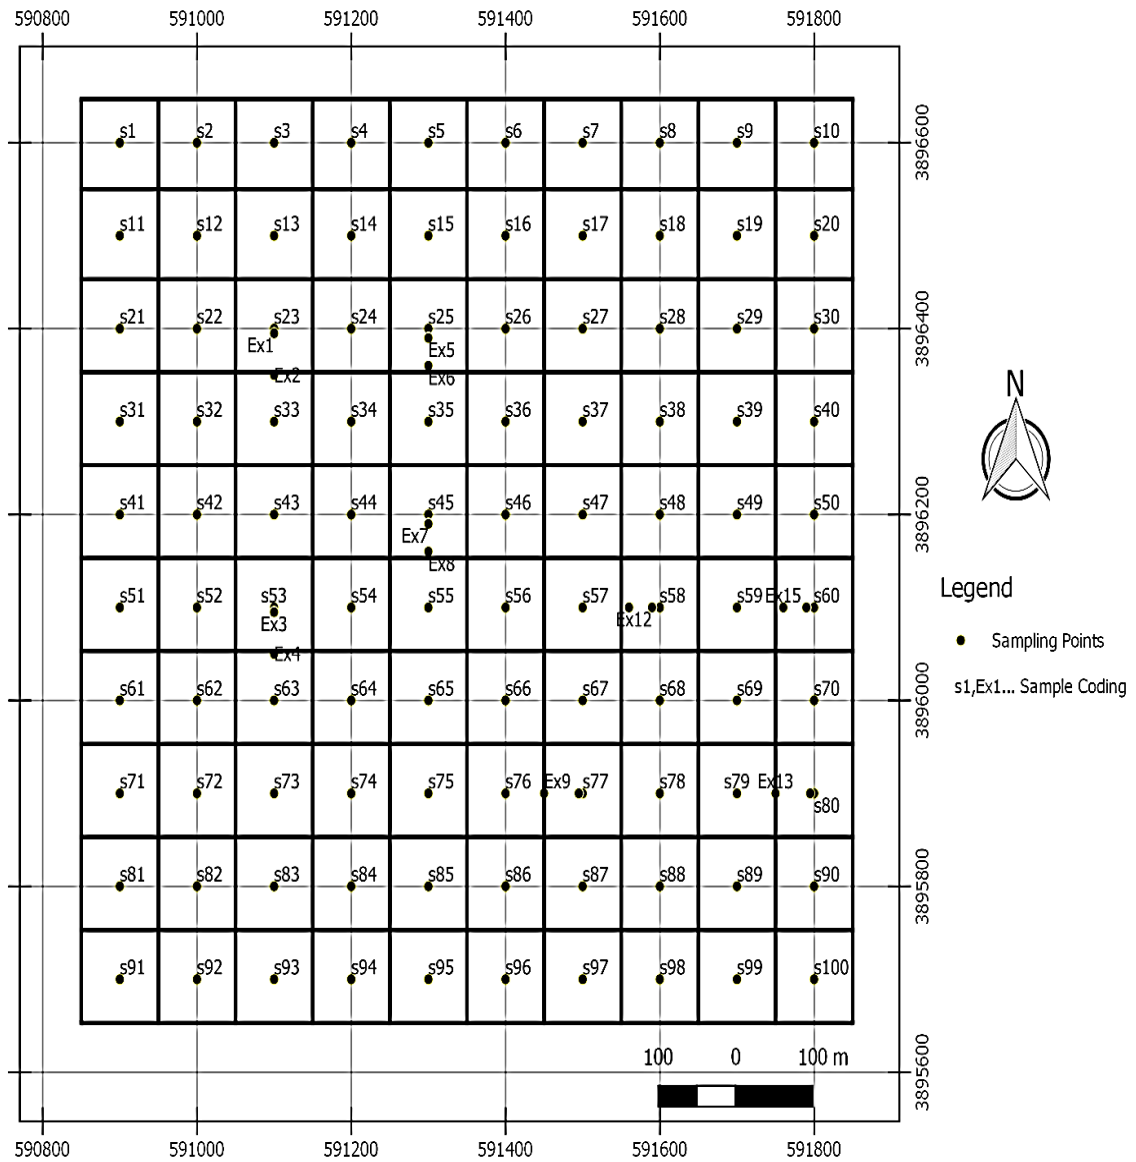 590800 591000 591200 591400 591600 591800
s1 s2 s3 s4 s5 s6 s7 s8 s9 s10
3896600
s11 s12 s13 s14 s15 s16 s17 s18 s19 s20
s21 s22 s23 s24 s25 s26 s27 s28 s29 s30
3896400
Ex1 Ex5
Ex2 Ex6
N
s31 s32 s33 s34 s35 s36 s37 s38 s39 s40
s41 s42 s43 s44 s45 s46 s47 s48 s49 s50
3896200
Ex7
Ex8
Legend
s51 s52 s53 s54 s55 s56 s57 s58 s59 Ex15 s60
Ex3 Ex12
Sampling Points
Ex4
s61 s62 s63 s64 s65 s66 s67 s68 s69 s70
s1,Ex1... Sample Coding
3896000
s71 s72 s73 s74 s75 s76 Ex9 s77 s78 s79 Ex13
s80
s81 s82 s83 s84 s85 s86 s87 s88 s89 s90
3895800
s91 s92 s93 s94 s95 s96 s97 s98 s99 s100
100 0 100 m
3895600
590800 591000 591200 591400 591600 591800